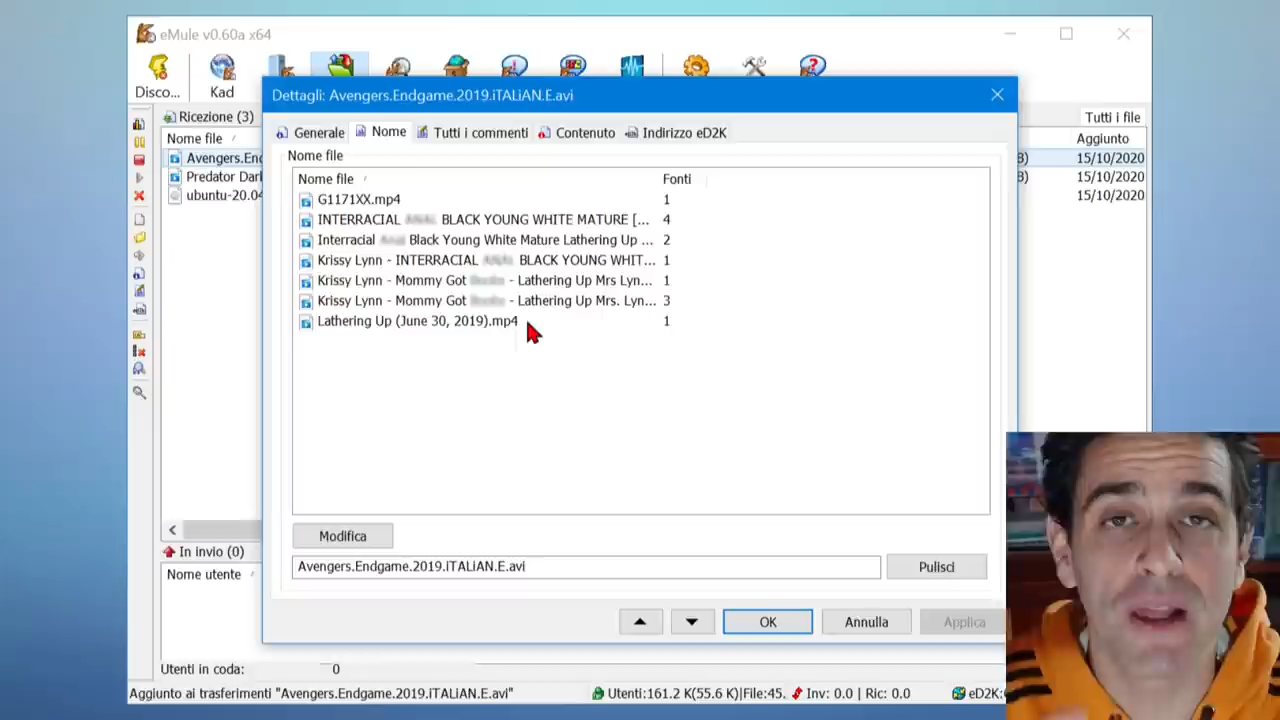 eMule v0.60a x64
Disco...
Kad
Ricezione (3)
Tutti i file
Nome file
Aggiunto
Avengers.En
15/10/2020
Predator Dar
15/10/2020
ubuntu-20.04
15/10/2020
Dettagli: Avengers.Endgame.2019.iTALiAN.E.avi
Generale
Nome
Tutti i commenti
Contenuto
Indirizzo eD2K
Nome file
Nome file
Fonti
G1171XX.mp4 1
INTERRACIAL BLACK YOUNG WHITE MATURE [... 4
Interracial Black Young White Mature Lathering Up ... 2
Krissy Lynn - INTERRACIAL BLACK YOUNG WHIT... 1
Krissy Lynn - Mommy Got - Lathering Up Mrs Lyn... 1
Krissy Lynn - Mommy Got - Lathering Up Mrs. Lyn... 3
Lathering Up (June 30, 2019).mp4 1
Modifica
Avengers.Endgame.2019.iTALiAN.E.avi
Pulisci
OK
Annulla
Applica
In invio (0)
Nome utente
Utenti in coda: 0
Aggiunto ai trasferimenti "Avengers.Endgame.2019.iTALiAN.E.avi"
Utenti:161.2 K(55.6 K)|File:45.
Inv: 0.0 | Ric: 0.0
eD2K: